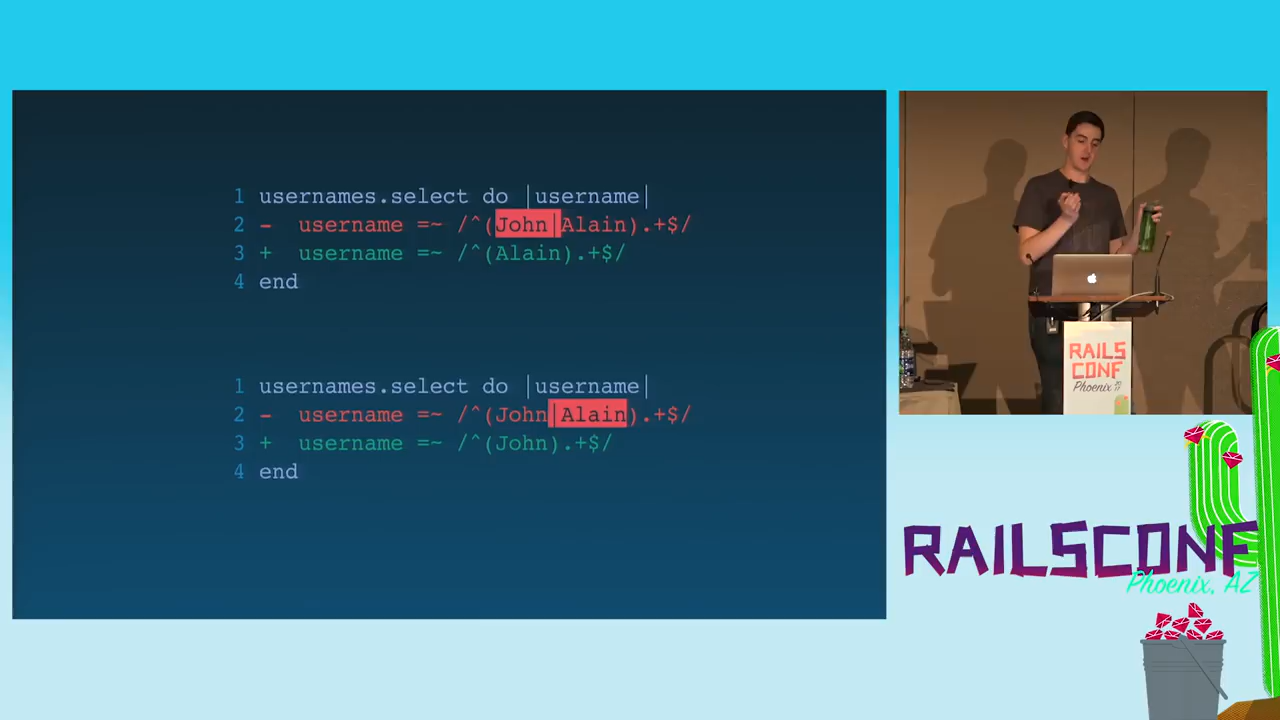 1 usernames.select do |username|
2 -  username =~ /^(John|Alain).+$/
3 +  username =~ /^(Alain).+$/
4 end
1 usernames.select do |username|
2 -  username =~ /^(John|Alain).+$/
3 +  username =~ /^(John).+$/
4 end
RAILS
CONF
Phoenix
RAILSCONF
Phoenix, AZ